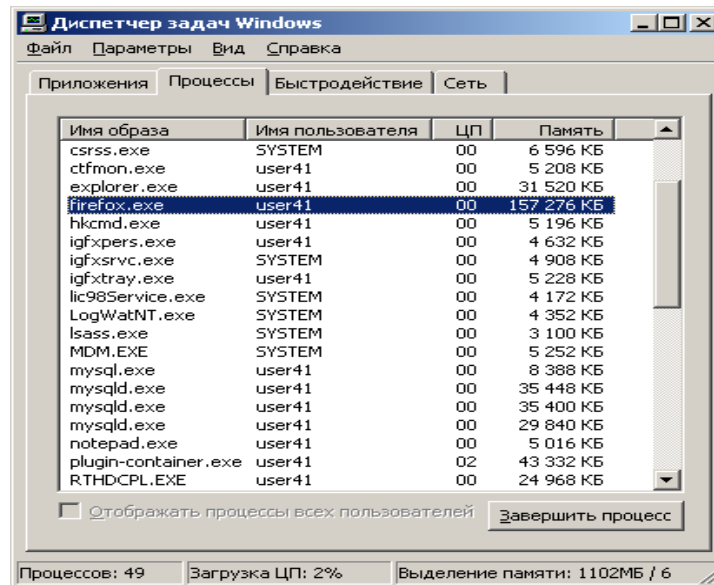 Диспетчер задач Windows
Файл Параметры Вид Справка
Приложения Процессы Быстродействие Сеть
Имя образа Имя пользователя ЦП Память
csrss.exe SYSTEM 00 6 596 КБ
ctfmon.exe user41 00 5 208 КБ
explorer.exe user41 00 31 520 КБ
firefox.exe user41 00 157 276 КБ
hkcmd.exe user41 00 5 196 КБ
igfxpers.exe user41 00 4 632 КБ
igfxsrvc.exe SYSTEM 00 4 908 КБ
igfxtray.exe user41 00 5 228 КБ
lic98Service.exe SYSTEM 00 4 172 КБ
LogWatNT.exe SYSTEM 00 4 352 КБ
lsass.exe SYSTEM 00 3 100 КБ
MDM.EXE SYSTEM 00 5 252 КБ
mysql.exe user41 00 8 388 КБ
mysqld.exe user41 00 35 448 КБ
mysqld.exe user41 00 35 400 КБ
mysqld.exe user41 00 29 840 КБ
notepad.exe user41 00 5 016 КБ
plugin-container.exe user41 02 43 332 КБ
RTHDCPL.EXE user41 00 24 968 КБ
Отображать процессы всех пользователей Завершить процесс
Процессов: 49 Загрузка ЦП: 2% Выделение памяти: 1102МБ / 6